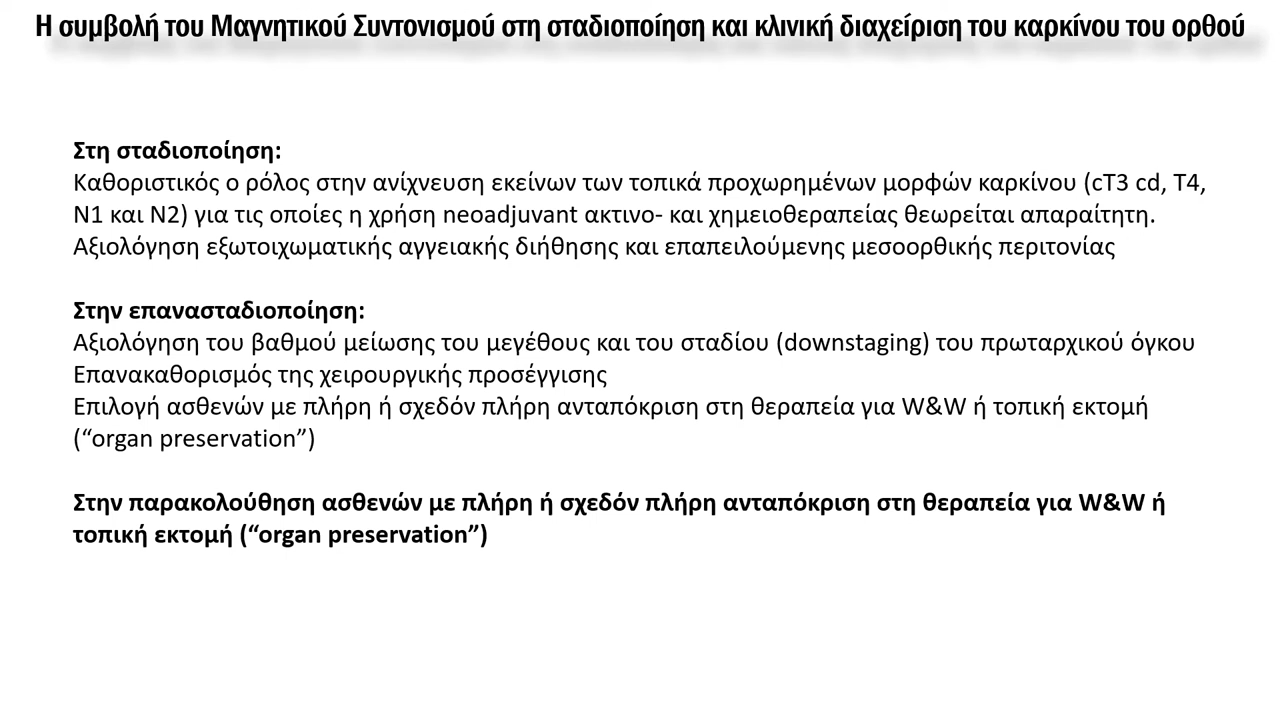 Η συμβολή του Μαγνητικού Συντονισμού στη σταδιοποίηση και κλινική διαχείριση του καρκίνου του ορθού
Στη σταδιοποίηση:
Καθοριστικός ο ρόλος στην ανίχνευση εκείνων των τοπικά προχωρημένων μορφών καρκίνου (cT3 cd, T4,
N1 και N2) για τις οποίες η χρήση neoadjuvant ακτινο- και χημειοθεραπείας θεωρείται απαραίτητη.
Αξιολόγηση εξωτοιχωματικής αγγειακής διήθησης και επαπειλούμενης μεσοορθικής περιτονίας
Στην επανασταδιοποίηση:
Αξιολόγηση του βαθμού μείωσης του μεγέθους και του σταδίου (downstaging) του πρωταρχικού όγκου
Επανακαθορισμός της χειρουργικής προσέγγισης
Επιλογή ασθενών με πλήρη ή σχεδόν πλήρη ανταπόκριση στη θεραπεία για W&W ή τοπική εκτομή
(“organ preservation”)
Στην παρακολούθηση ασθενών με πλήρη ή σχεδόν πλήρη ανταπόκριση στη θεραπεία για W&W ή
τοπική εκτομή (“organ preservation”)